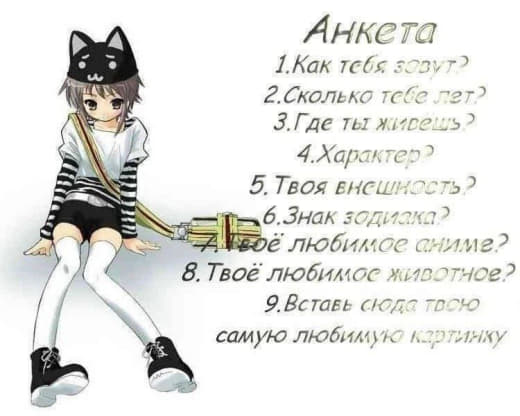 Анкета
1.Как тебя зовут?
2.Сколько тебе лет?
3.Где ты живешь?
4.Характер?
5.Твоя внешность?
6.Знак зодиака?
7.Твоё любимое аниме?
8.Твоё любимое животное?
9.Вставь сюда твою
самую любимую картинку